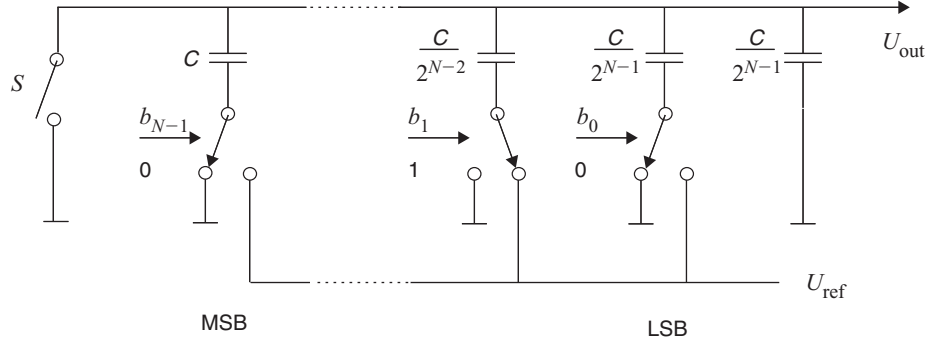 S
C
C
2^{N−2}
C
2^{N−1}
C
2^{N−1}
U_out
b_{N−1}
0
b_1
1
b_0
0
U_ref
MSB
LSB